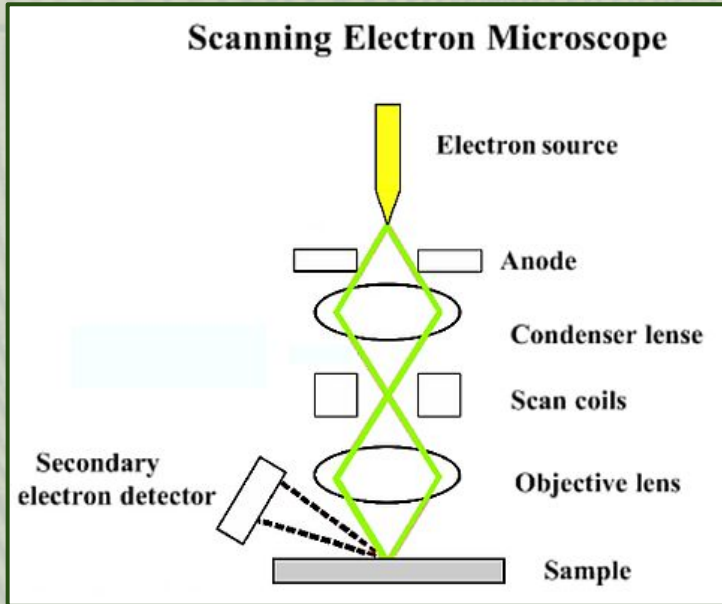 Scanning Electron Microscope
Electron source
Anode
Condenser lense
Scan coils
Secondary
electron detector
Objective lens
Sample